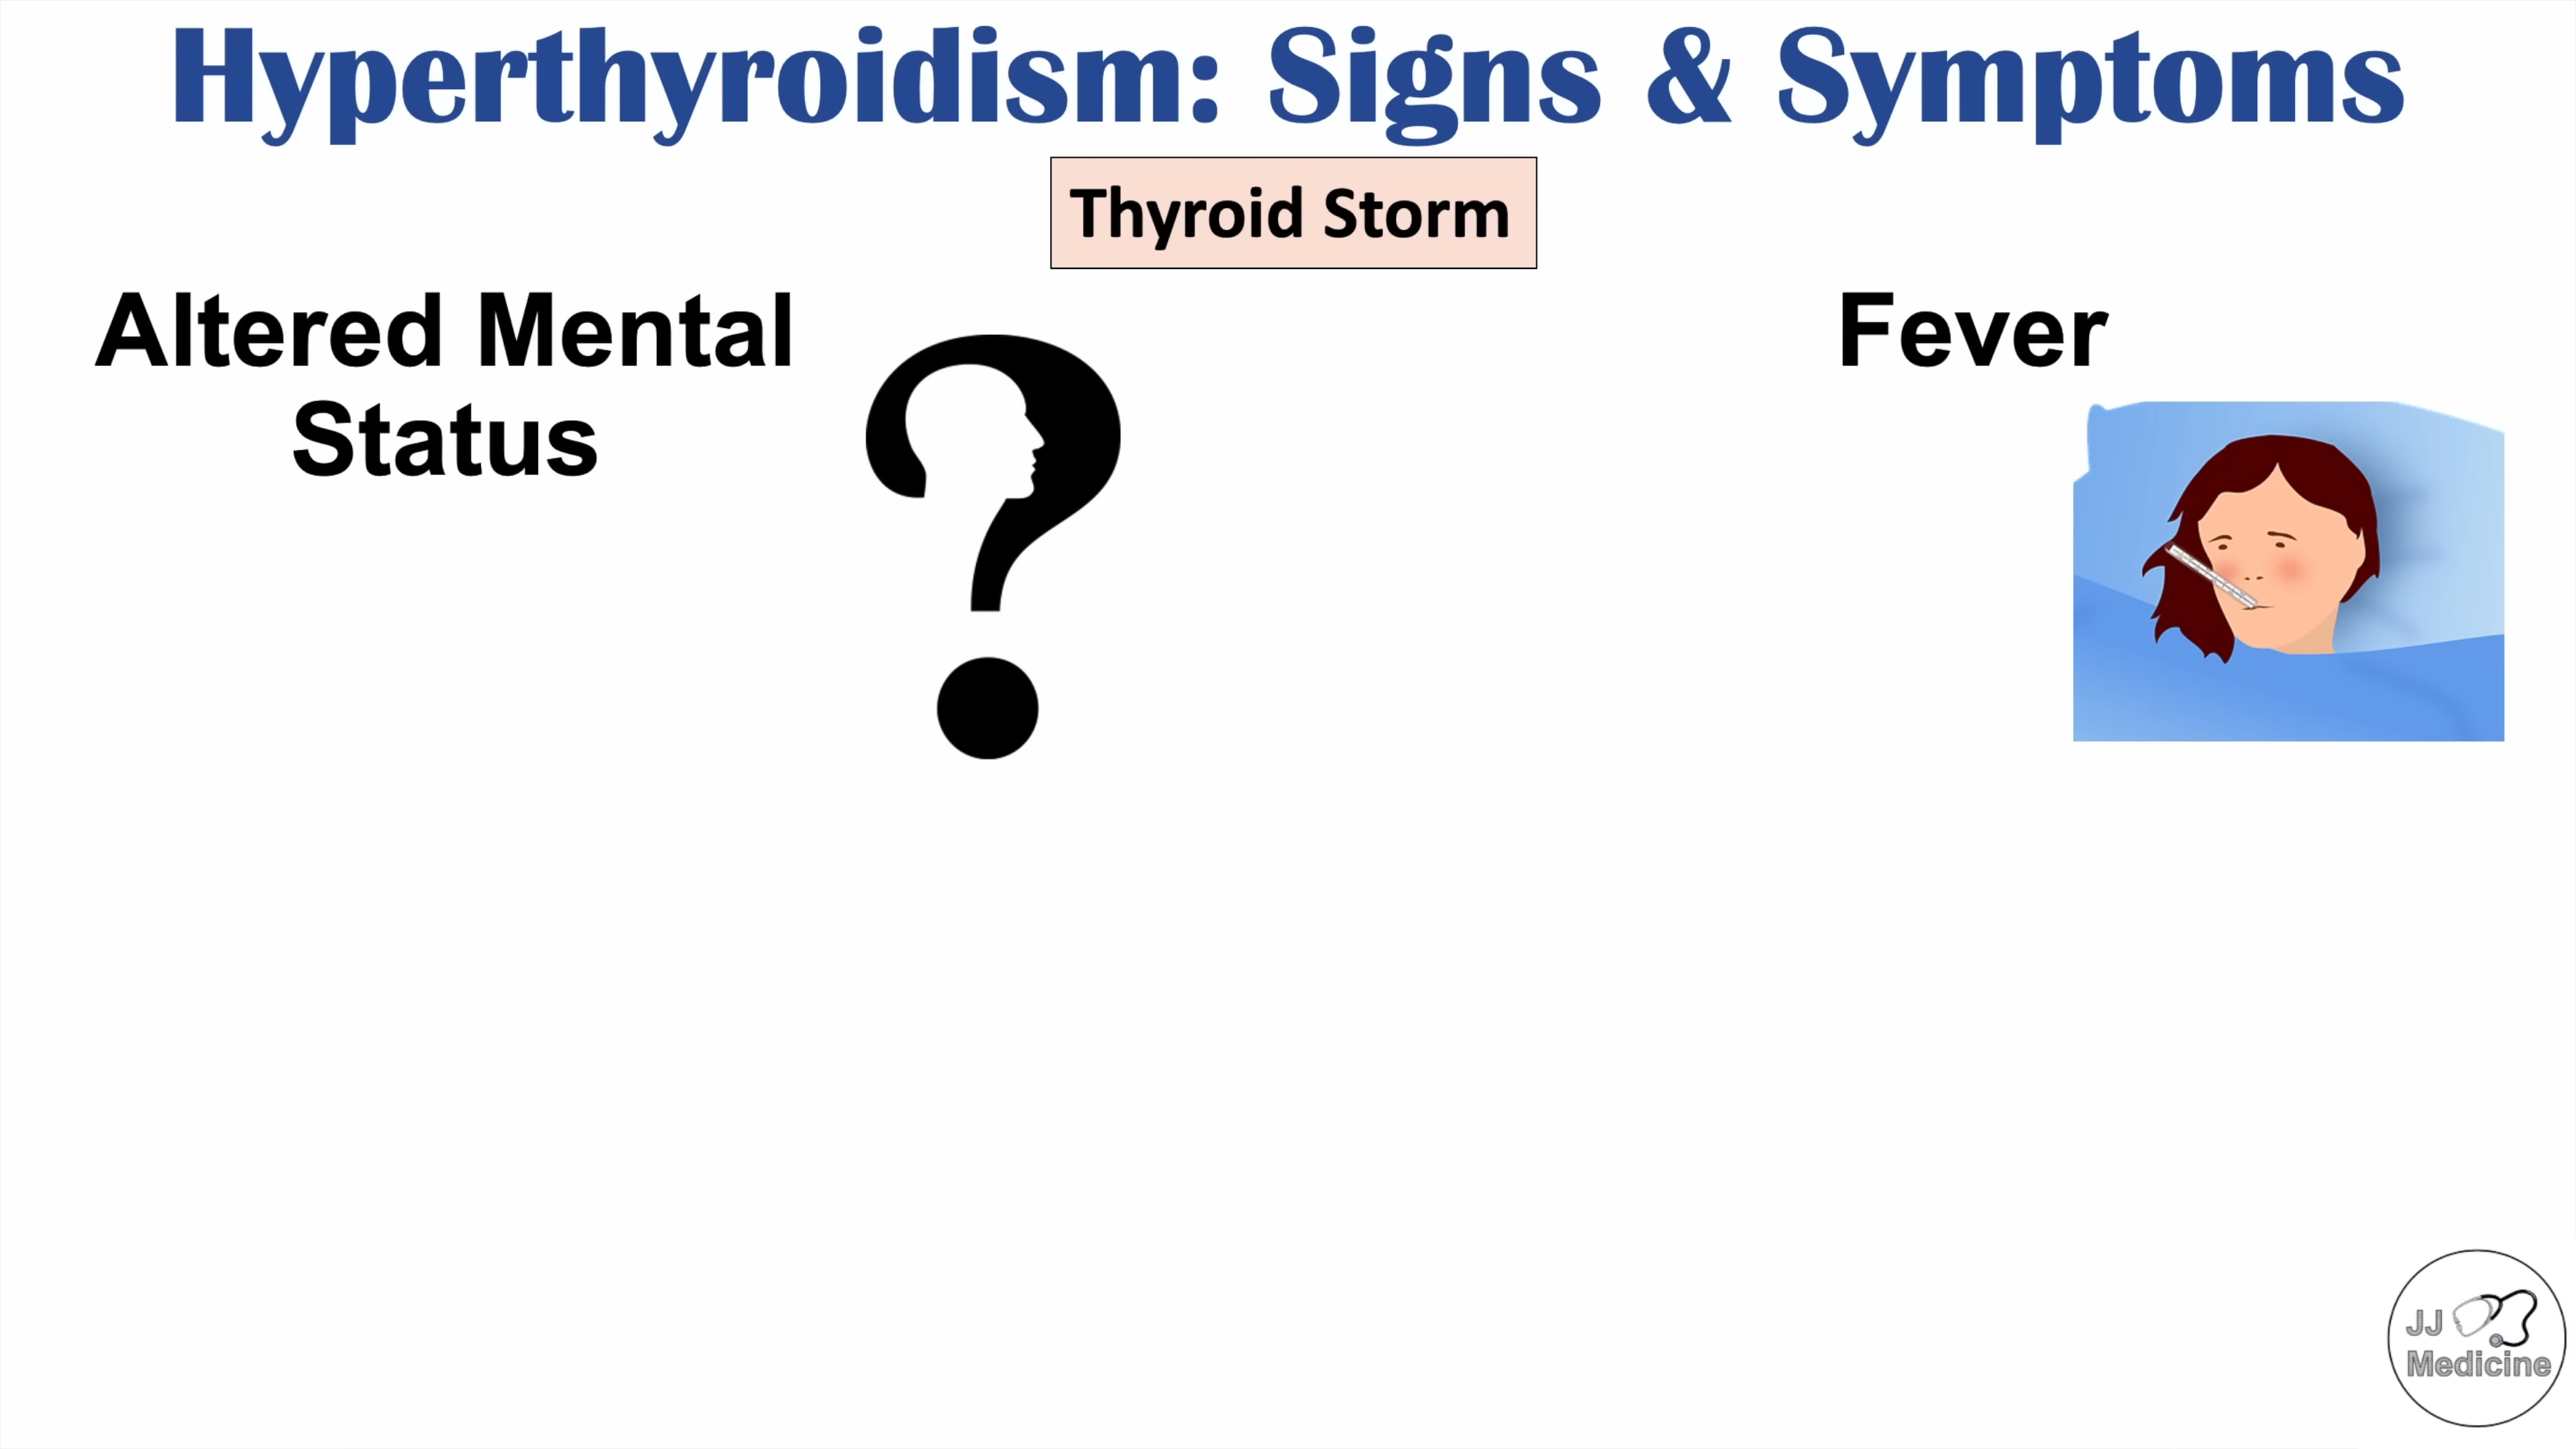 Hyperthyroidism: Signs & Symptoms
Thyroid Storm
Altered Mental
Status
Fever
JJ
Medicine